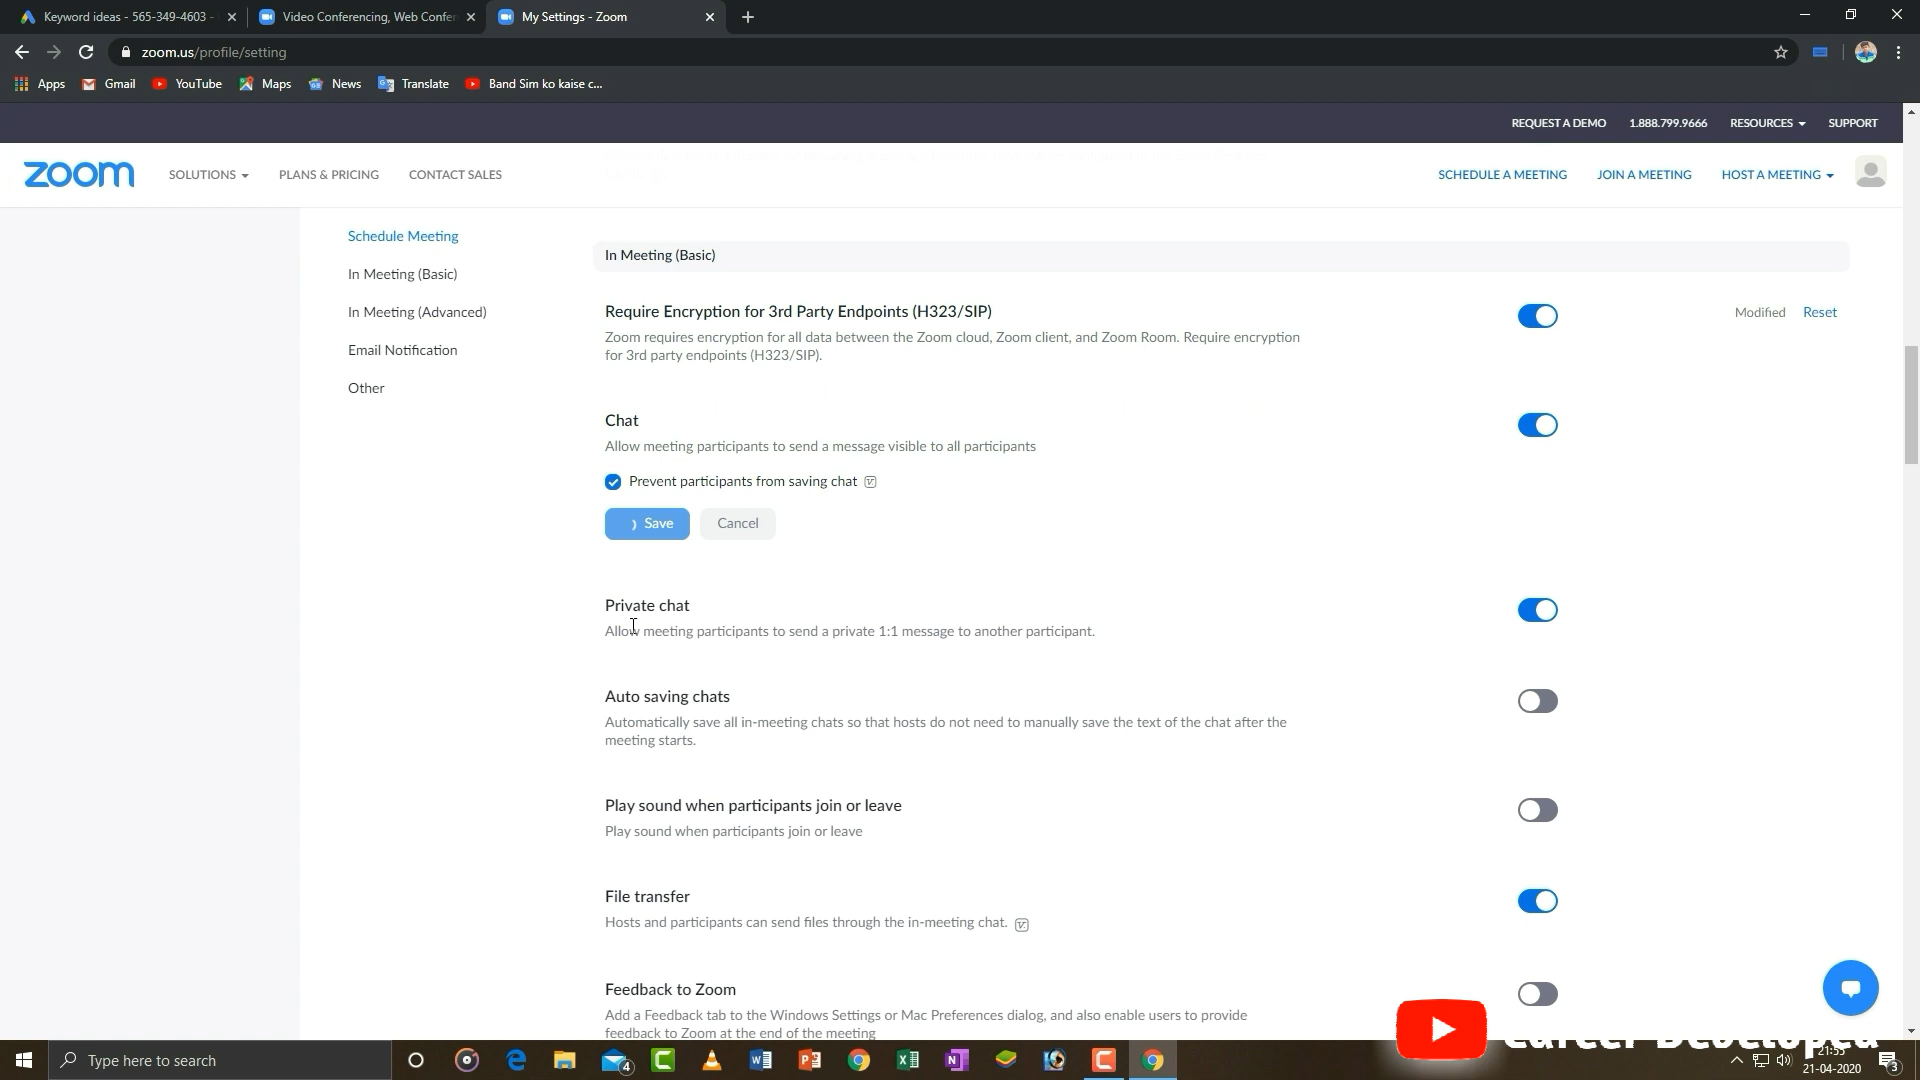 Keyword ideas - 565-349-4603 -
Video Conferencing, Web Confer
My Settings - Zoom
zoom.us/profile/setting
Apps
Gmail
YouTube
Maps
News
Translate
Band Sim ko kaise c...
REQUEST A DEMO
1.888.799.9666
RESOURCES
SUPPORT
zoom
SOLUTIONS
PLANS & PRICING
CONTACT SALES
SCHEDULE A MEETING
JOIN A MEETING
HOST A MEETING
Schedule Meeting
In Meeting (Basic)
In Meeting (Advanced)
Email Notification
Other
In Meeting (Basic)
Require Encryption for 3rd Party Endpoints (H323/SIP)
Modified Reset
Zoom requires encryption for all data between the Zoom cloud, Zoom client, and Zoom Room. Require encryption
for 3rd party endpoints (H323/SIP).
Chat
Allow meeting participants to send a message visible to all participants
Prevent participants from saving chat
Save
Cancel
Private chat
Allow meeting participants to send a private 1:1 message to another participant.
Auto saving chats
Automatically save all in-meeting chats so that hosts do not need to manually save the text of the chat after the
meeting starts.
Play sound when participants join or leave
Play sound when participants join or leave
File transfer
Hosts and participants can send files through the in-meeting chat.
Feedback to Zoom
Add a Feedback tab to the Windows Settings or Mac Preferences dialog, and also enable users to provide
feedback to Zoom at the end of the meeting
Type here to search
4
21:55
21-04-2020
3